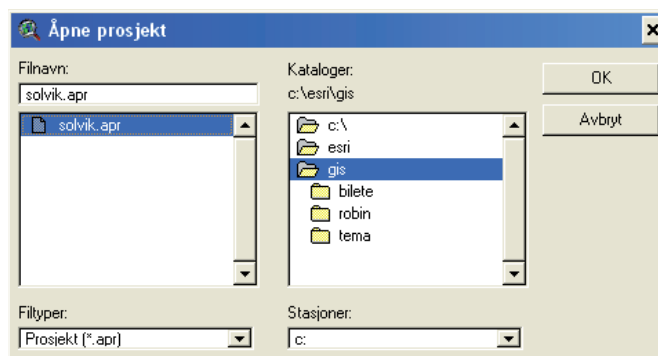 Åpne prosjekt
Filnavn:
solvik.apr
solvik.apr
Filtyper:
Prosjekt (*.apr)
Kataloger:
c:\esri\gis
c:\
esri
gis
bilete
robin
tema
Stasjoner:
c:
OK
Avbryt